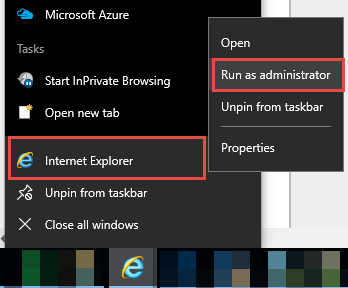 Microsoft Azure
Tasks
Start InPrivate Browsing
Open new tab
Internet Explorer
Unpin from taskbar
Close all windows
Open
Run as administrator
Unpin from taskbar
Properties